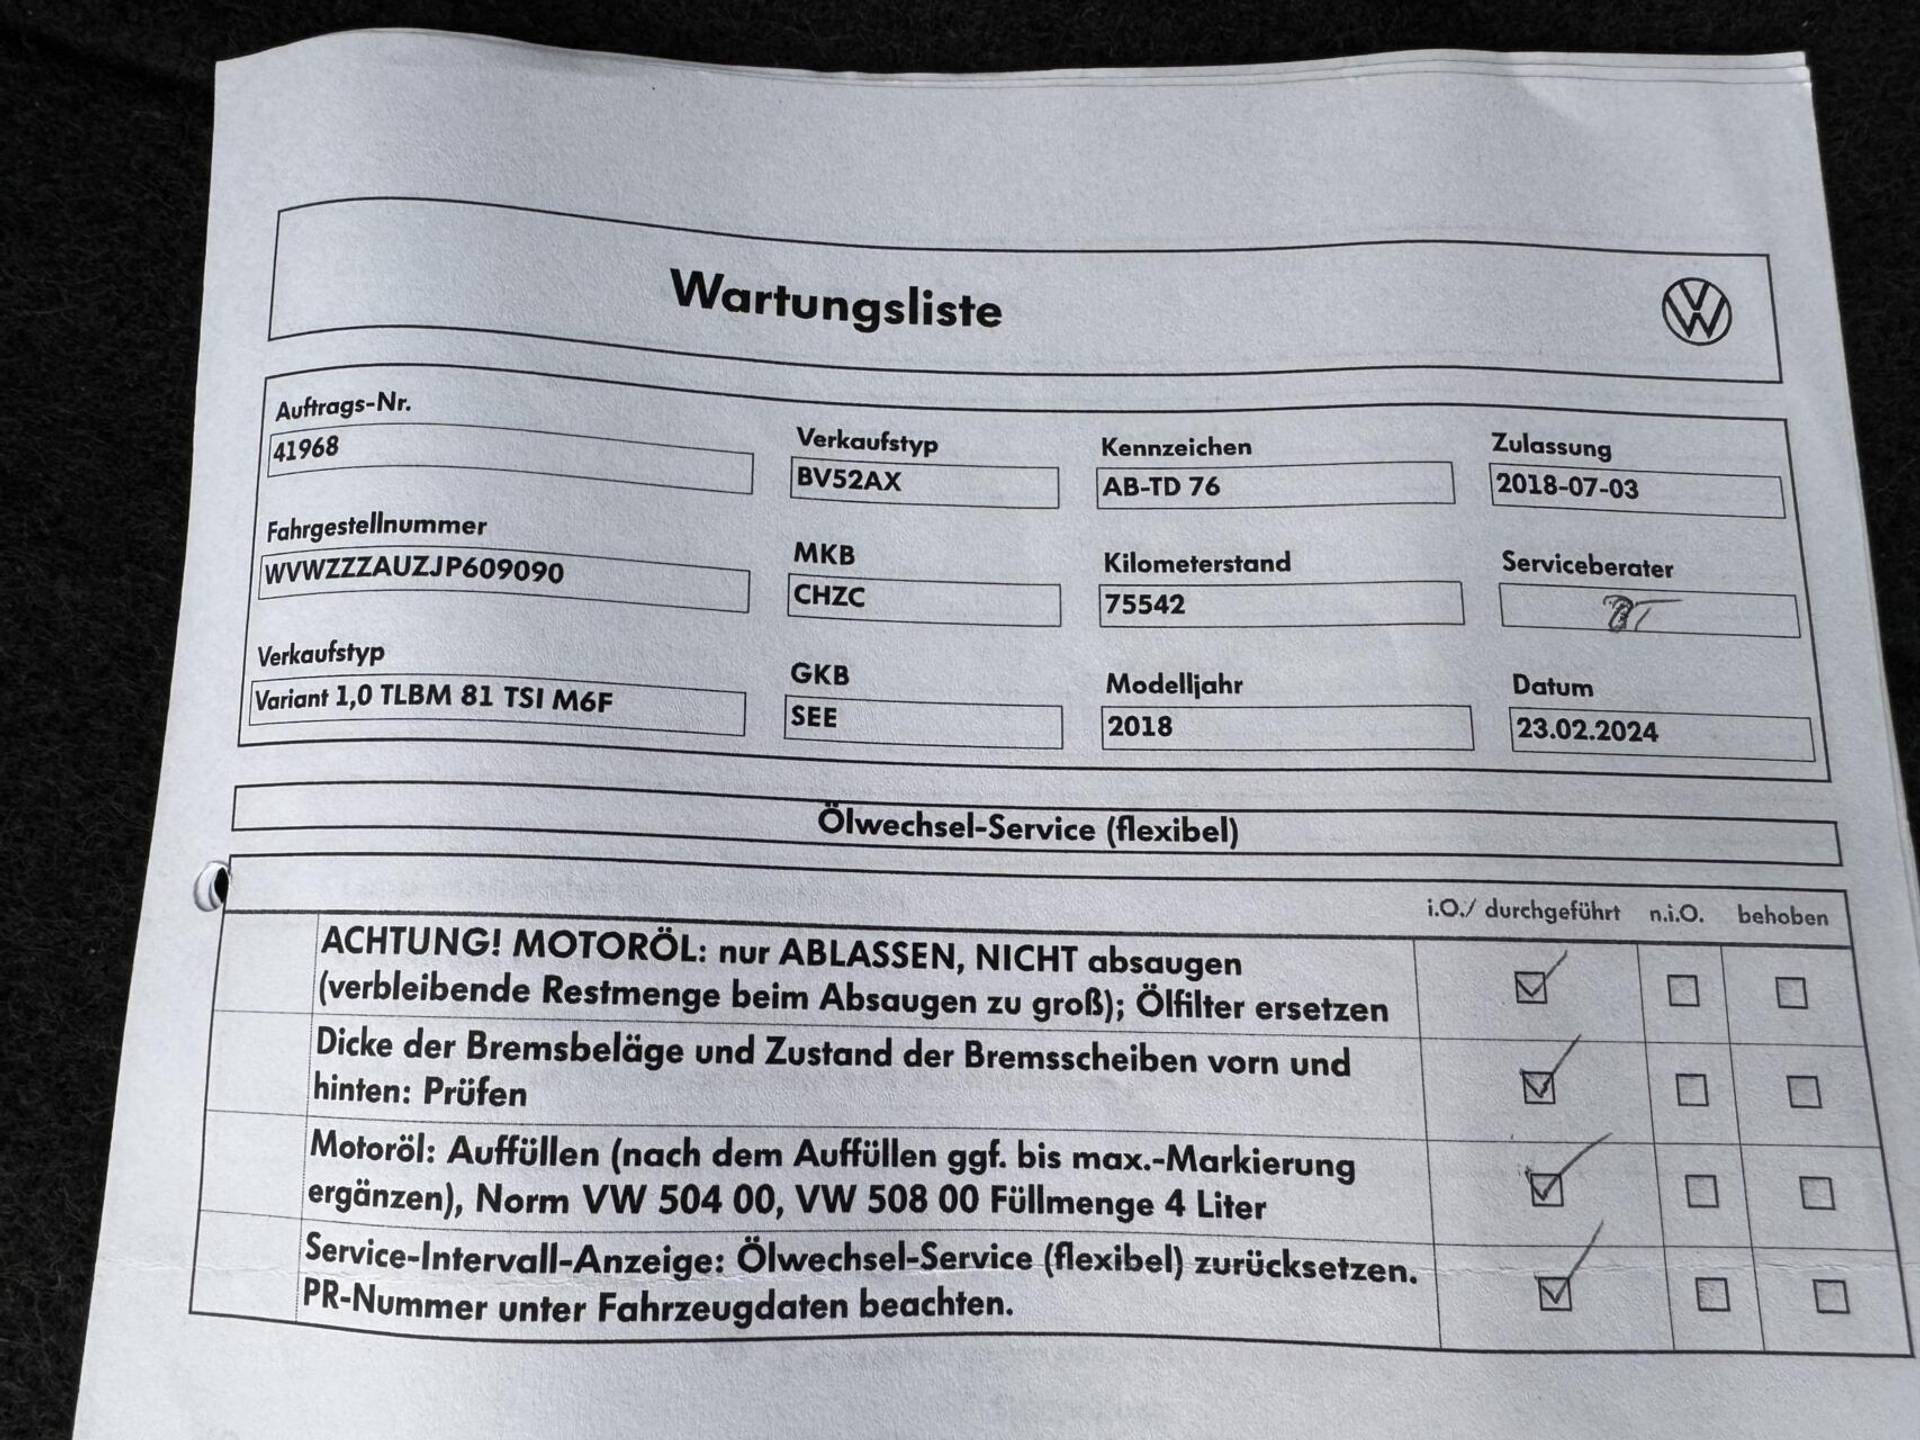 Wartungsliste
Auftrags-Nr.
41968
Verkaufstyp
BV52AX
Kennzeichen
AB-TD 76
Zulassung
2018-07-03
Fahrgestellnummer
WVWZZZAUZJP609090
MKB
CHZC
Kilometerstand
75542
Serviceberater
Verkaufstyp
Variant 1,0 TLBM 81 TSI M6F
GKB
SEE
Modelljahr
2018
Datum
23.02.2024
Ölwechsel-Service (flexibel)
i.O./ durchgeführt n.i.O. behoben
ACHTUNG! MOTORÖL: nur ABLASSEN, NICHT absaugen
(verbleibende Restmenge beim Absaugen zu groß); Ölfilter ersetzen
Dicke der Bremsbeläge und Zustand der Bremsscheiben vorn und
hinten: Prüfen
Motoröl: Auffüllen (nach dem Auffüllen ggf. bis max.-Markierung
ergänzen), Norm VW 504 00, VW 508 00 Füllmenge 4 Liter
Service-Intervall-Anzeige: Ölwechsel-Service (flexibel) zurücksetzen.
PR-Nummer unter Fahrzeugdaten beachten.